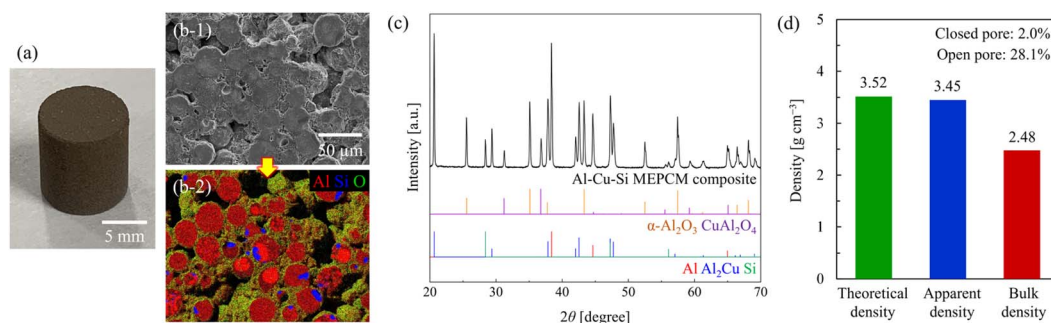 (a)
5 mm
(b-1)
50 μm
(b-2)
Al Si O
(c)
Intensity [a.u.]
Al-Cu-Si MEPCM composite
α-Al₂O₃ CuAl₂O₄
Al Al₂Cu Si
20 30 40 50 60 70
2θ [degree]
(d)
Density [g cm⁻³]
5
4
3
2
1
0
Closed pore: 2.0%
Open pore: 28.1%
3.52
3.45
2.48
Theoretical density
Apparent density
Bulk density